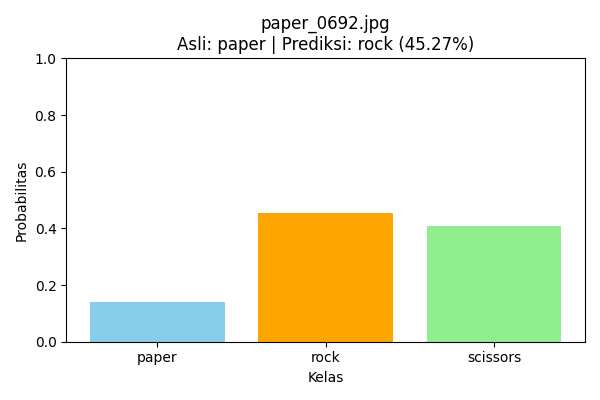 paper_0692.jpg
Asli: paper | Prediksi: rock (45.27%)
1.0
0.8
0.6
0.4
0.2
0.0
Probabilitas
paper rock scissors
Kelas